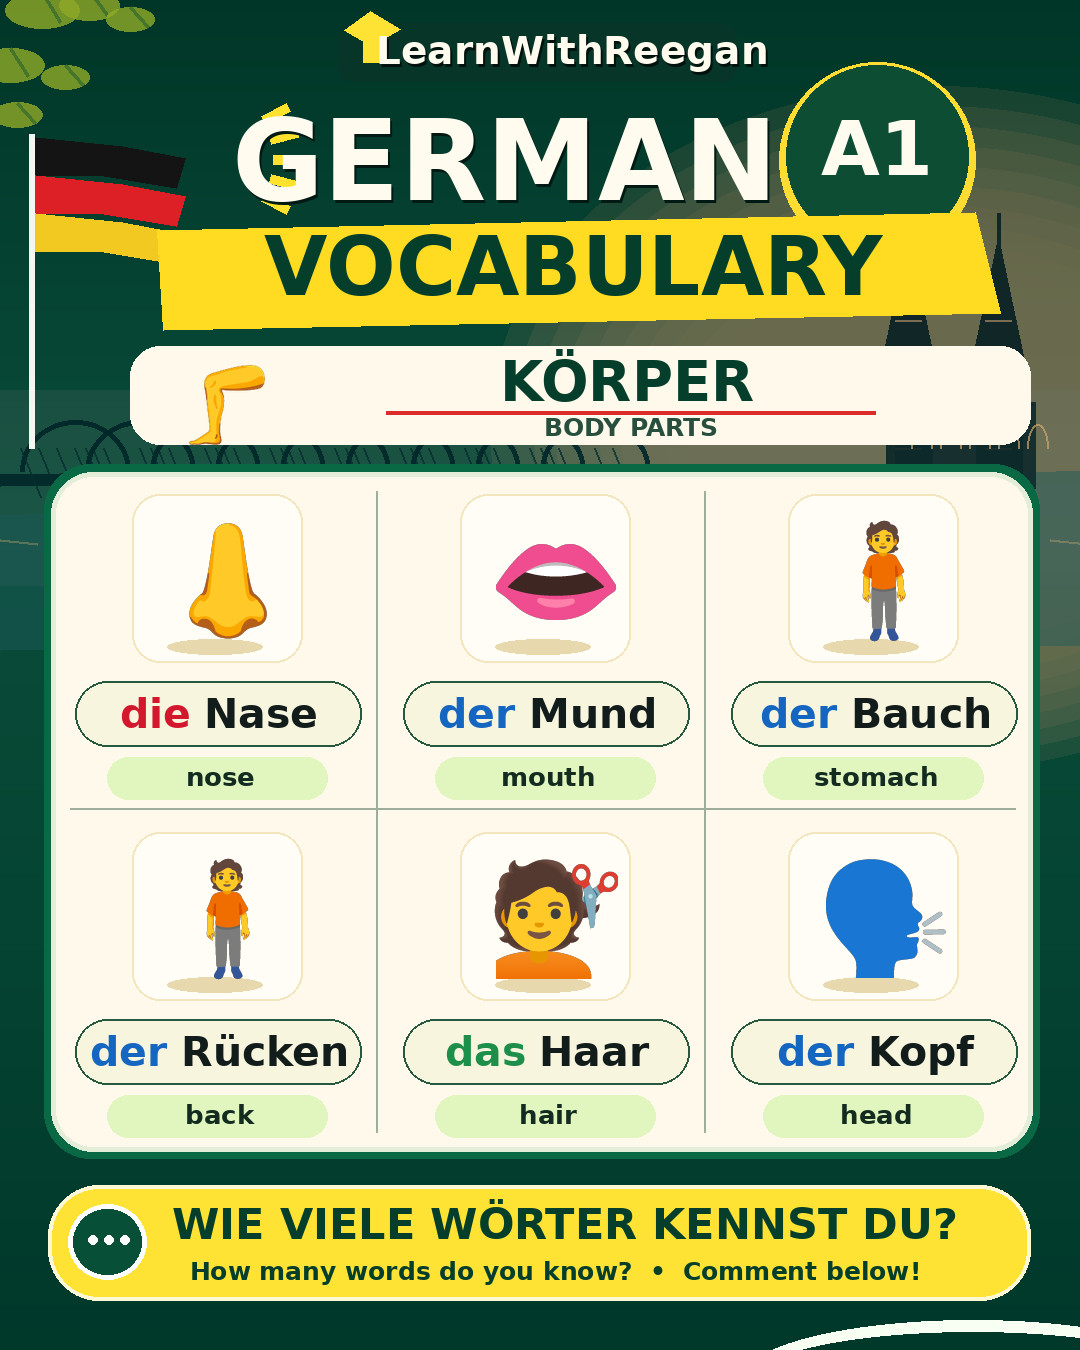 LearnWithReegan
GERMAN
A1
VOCABULARY
KÖRPER
BODY PARTS
die Nase
der Mund
der Bauch
nose
mouth
stomach
der Rücken
das Haar
der Kopf
back
hair
head
WIE VIELE WÖRTER KENNST DU?
How many words do you know? • Comment below!